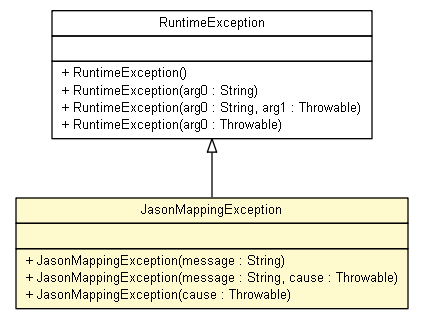 RuntimeException
+ RuntimeException()
+ RuntimeException(arg0 : String)
+ RuntimeException(arg0 : String, arg1 : Throwable)
+ RuntimeException(arg0 : Throwable)
JasonMappingException
+ JasonMappingException(message : String)
+ JasonMappingException(message : String, cause : Throwable)
+ JasonMappingException(cause : Throwable)